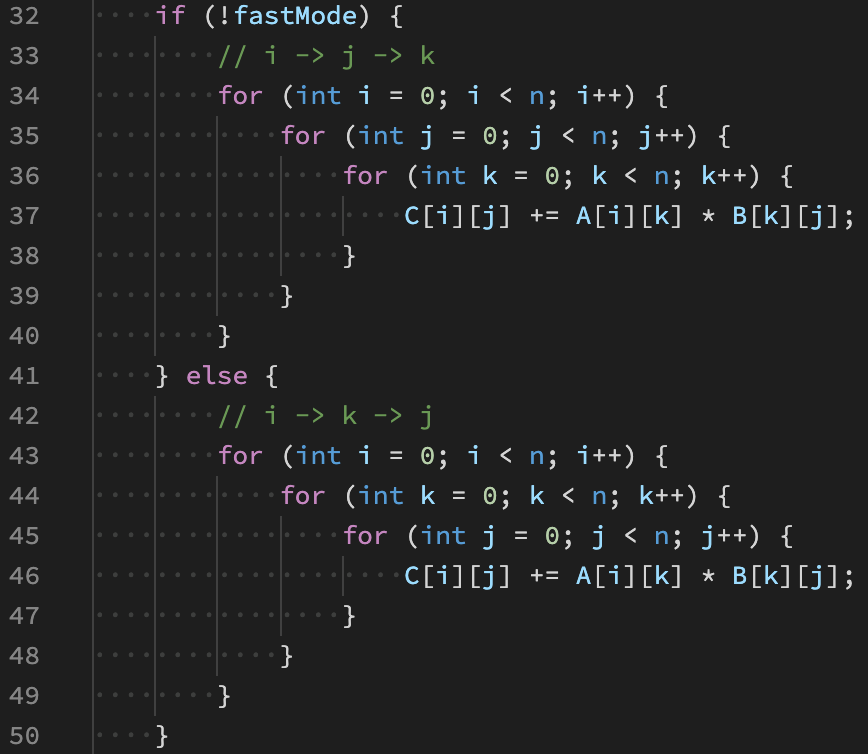 32 if (!fastMode) {
33 // i -> j -> k
34 for (int i = 0; i < n; i++) {
35 for (int j = 0; j < n; j++) {
36 for (int k = 0; k < n; k++) {
37 C[i][j] += A[i][k] * B[k][j];
38 }
39 }
40 }
41 } else {
42 // i -> k -> j
43 for (int i = 0; i < n; i++) {
44 for (int k = 0; k < n; k++) {
45 for (int j = 0; j < n; j++) {
46 C[i][j] += A[i][k] * B[k][j];
47 }
48 }
49 }
50 }